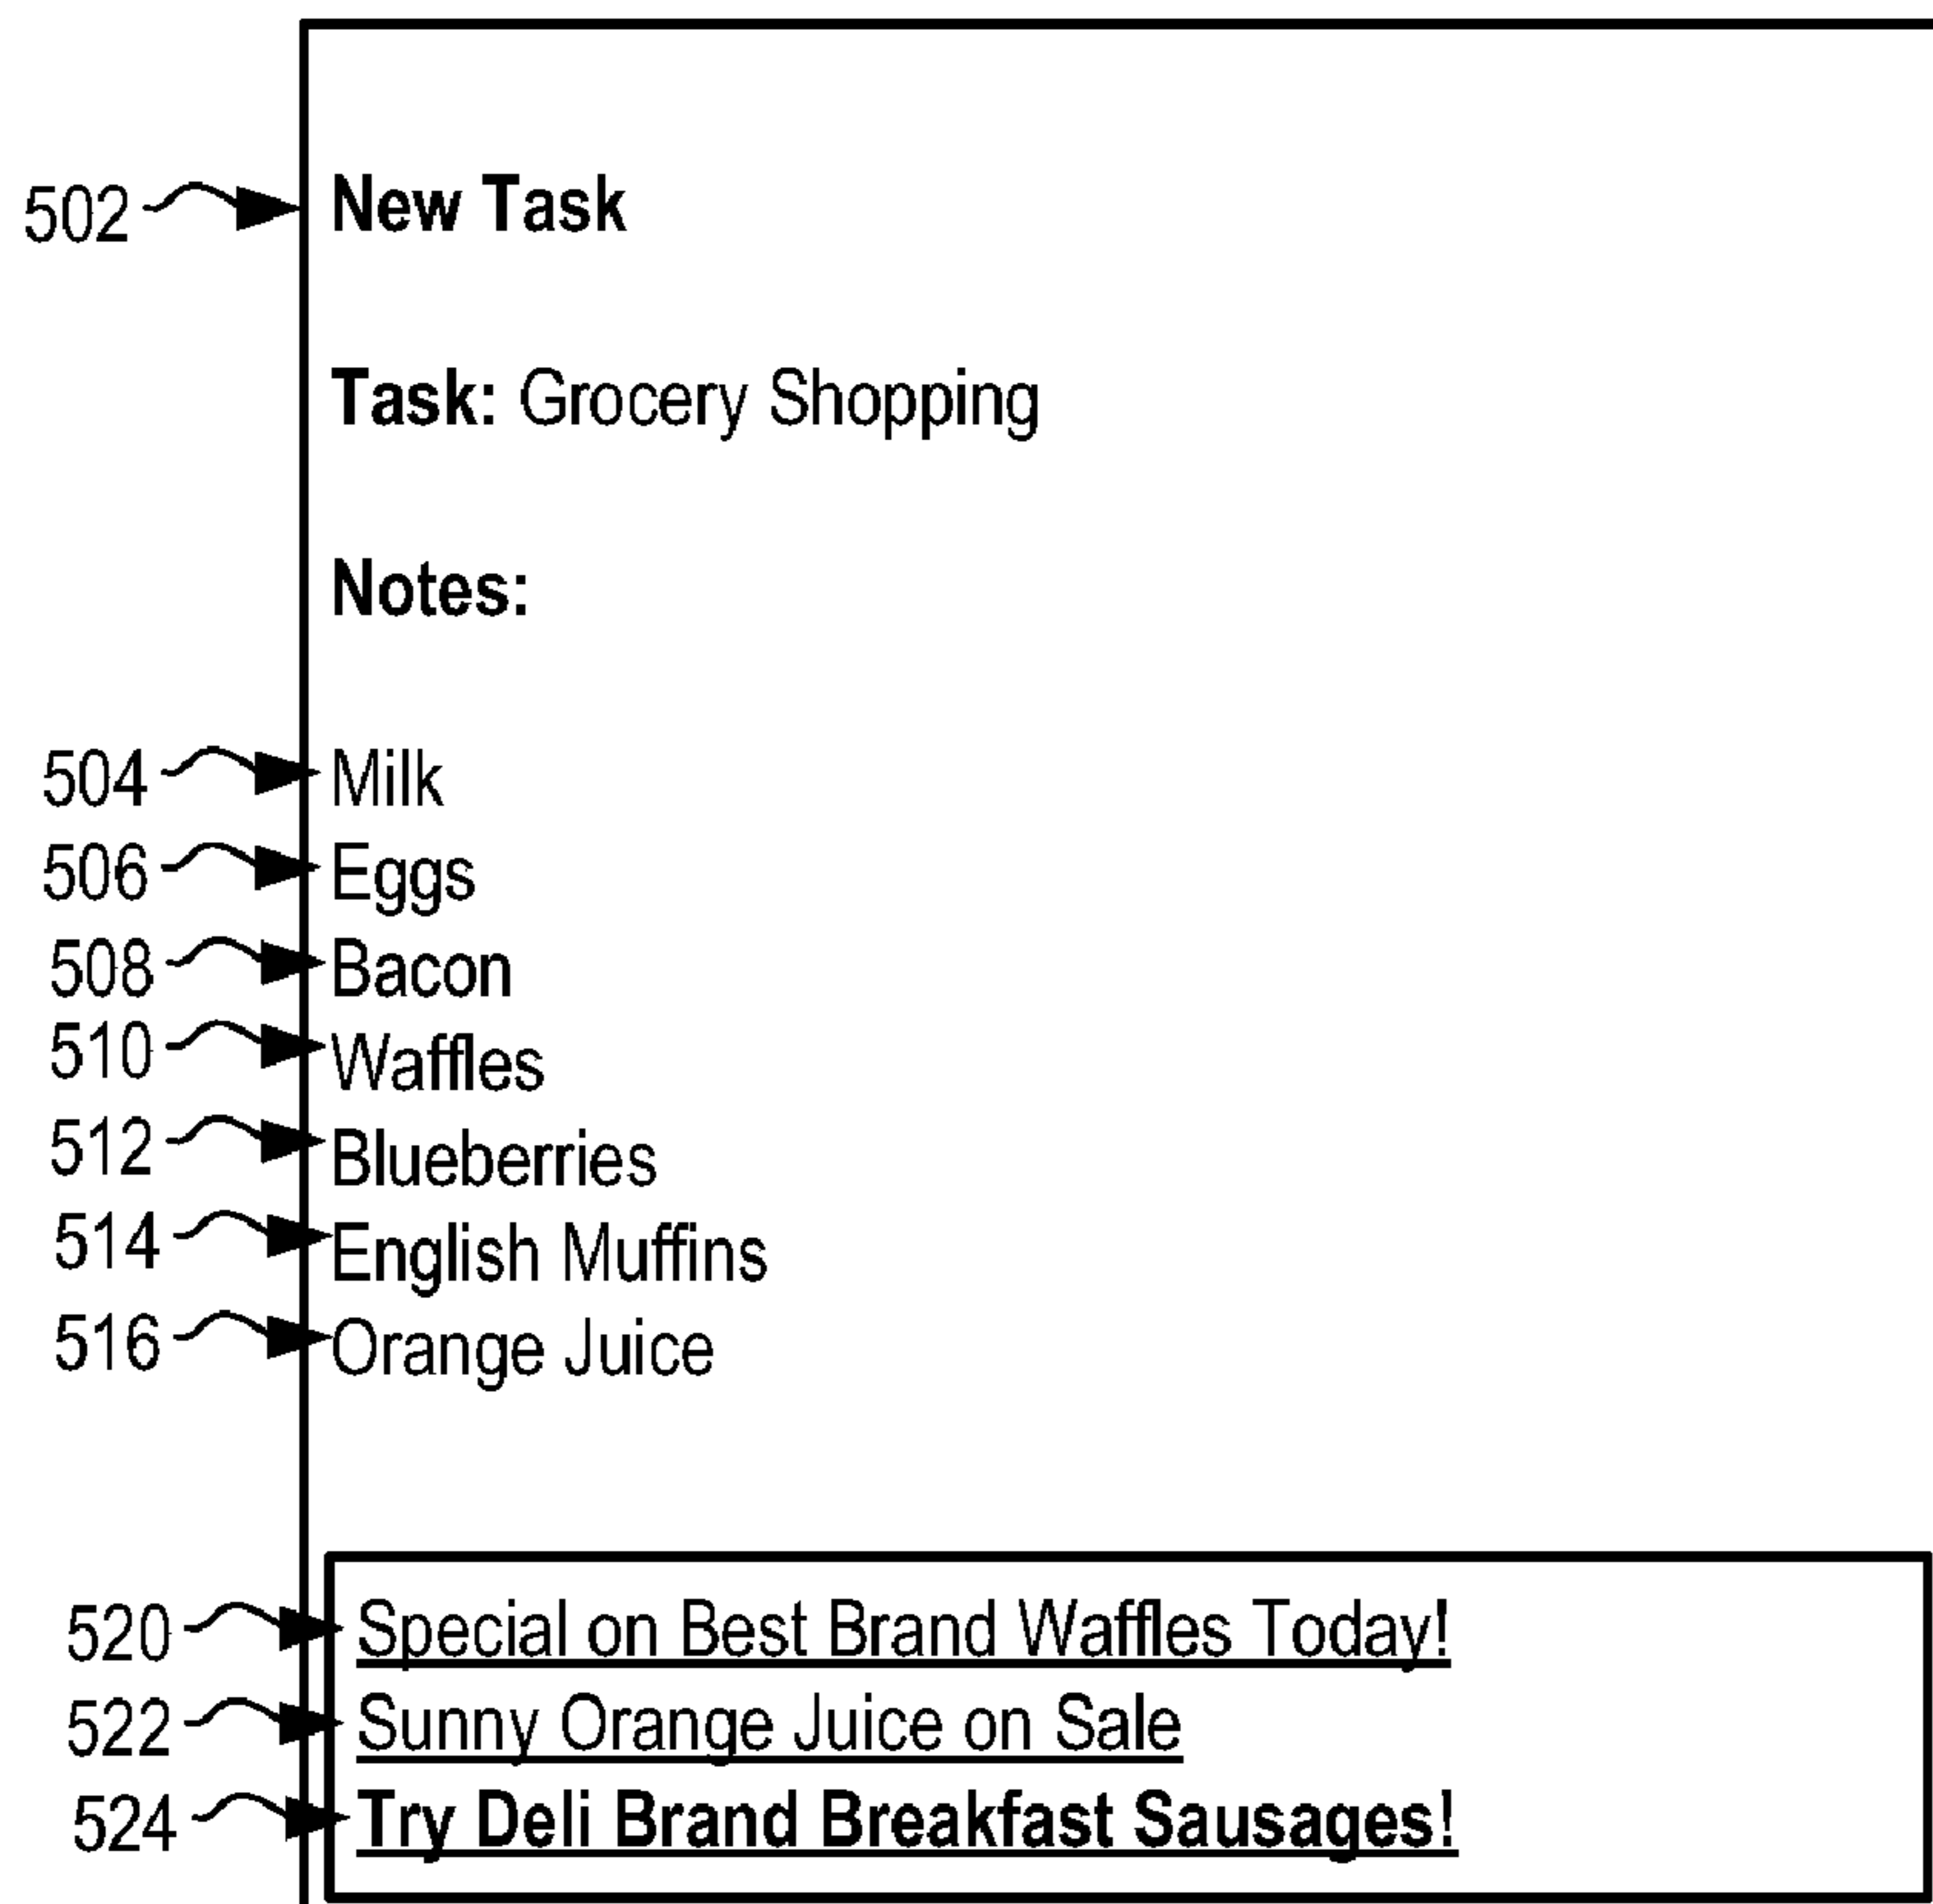 502 New Task
Task: Grocery Shopping
Notes:
504 Milk
506 Eggs
508 Bacon
510 Waffles
512 Blueberries
514 English Muffins
516 Orange Juice
520 Special on Best Brand Waffles Today!
522 Sunny Orange Juice on Sale
524 Try Deli Brand Breakfast Sausages!